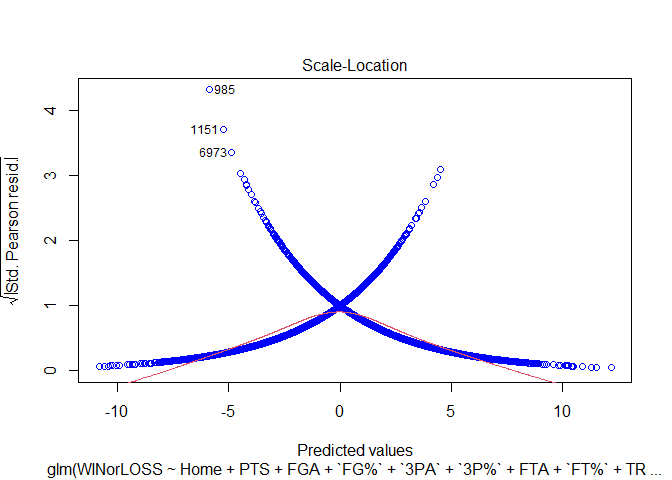 Scale-Location
√|Std. Pearson resid.|
4
3
2
1
0
985
1151
6973
-10 -5 0 5 10
Predicted values
glm(WINorLOSS ~ Home + PTS + FGA + `FG%` + `3PA` + `3P%` + FTA + `FT%` + TR ...